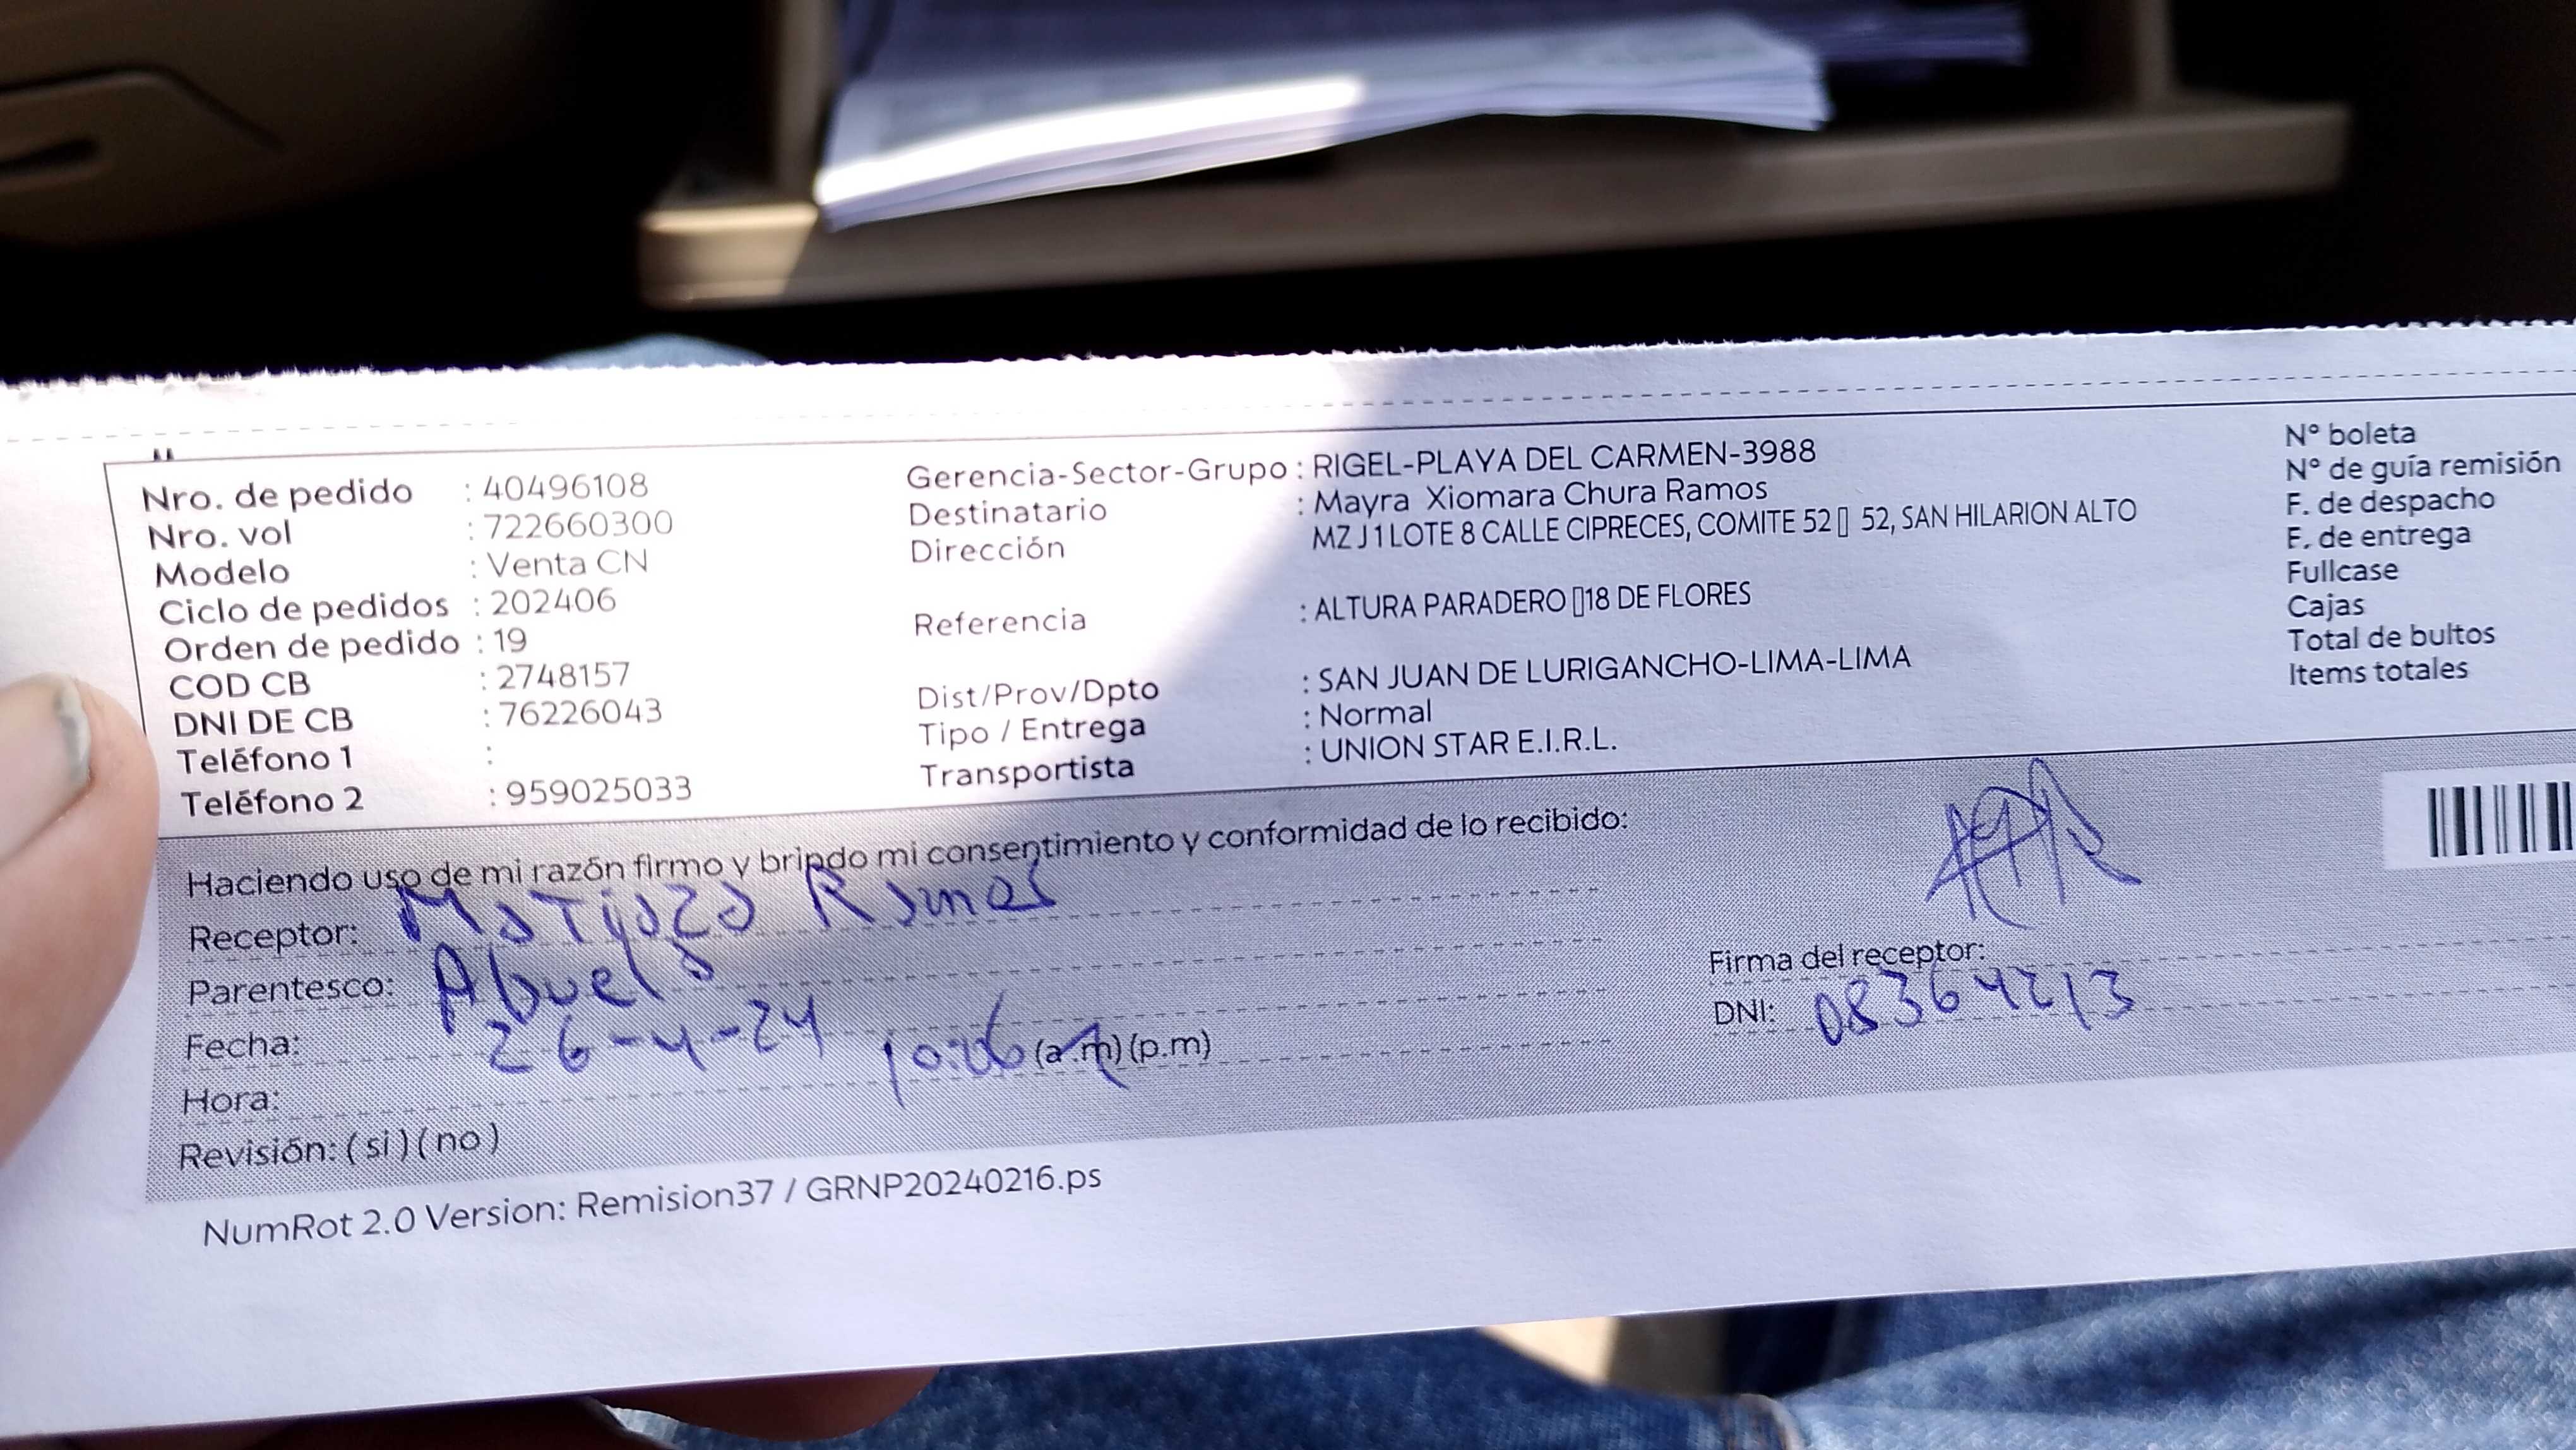 Nro. de pedido : 40496108
Nro. vol : 722660300
Modelo : Venta CN
Ciclo de pedidos : 202406
Orden de pedido : 19
COD CB : 2748157
DNI DE CB : 76226043
Teléfono 1 :
Teléfono 2 : 959025033
Gerencia-Sector-Grupo : RIGEL-PLAYA DEL CARMEN-3988
Destinatario : Mayra Xiomara Chura Ramos
Dirección MZ J1 LOTE 8 CALLE CIPRECES, COMITE 52▯ 52, SAN HILARION ALTO
Referencia : ALTURA PARADERO ▯18 DE FLORES
Dist/Prov/Dpto : SAN JUAN DE LURIGANCHO-LIMA-LIMA
Tipo / Entrega : Normal
Transportista : UNION STAR E.I.R.L.
N° boleta
N° de guía remisión
F. de despacho
F. de entrega
Fullcase
Cajas
Total de bultos
Items totales
Haciendo uso de mi razón firmo y brindo mi consentimiento y conformidad de lo recibido:
Receptor: Ramos
Parentesco: Abuelo
Fecha: 26-4-24
Hora: 10:06 (a.m) (p.m)
Revisión: (si) (no)
Firma del receptor:
DNI: 08364213
NumRot 2.0 Version: Remision37 / GRNP20240216.ps